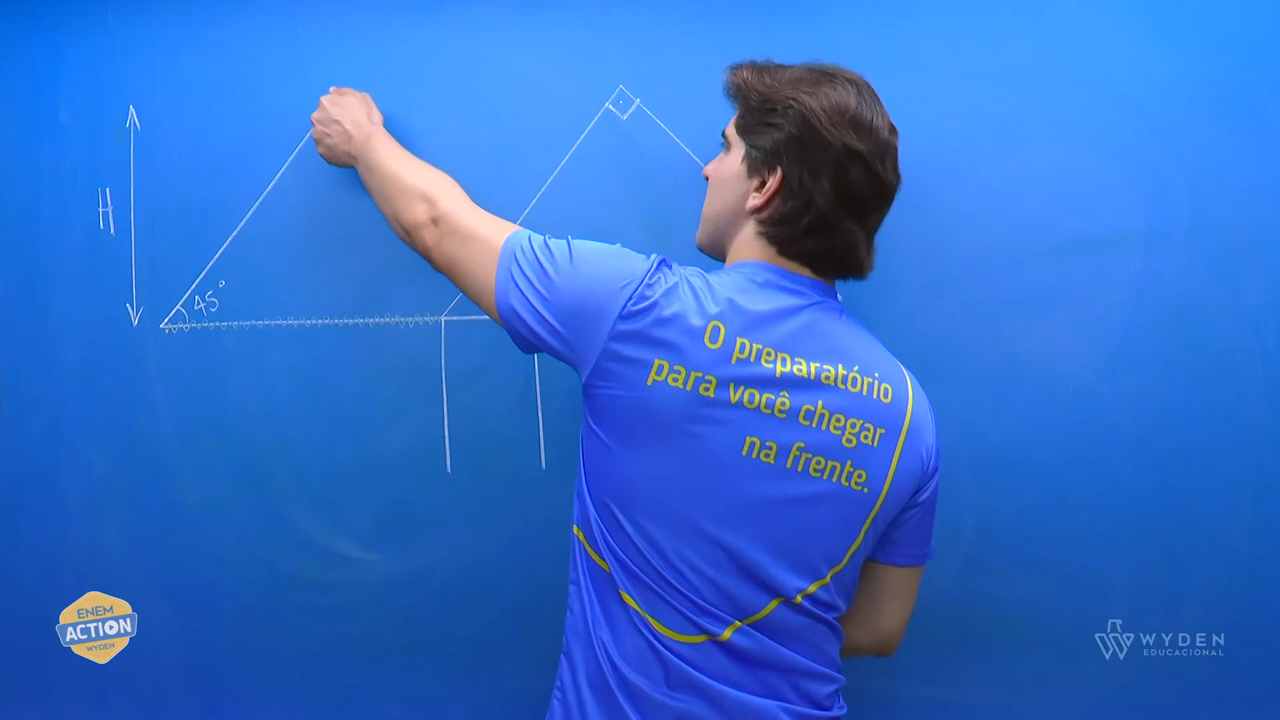 H
45°
O preparatório
para você chegar
na frente.
ENEM
ACTION
WYDEN
WYDEN
EDUCACIONAL